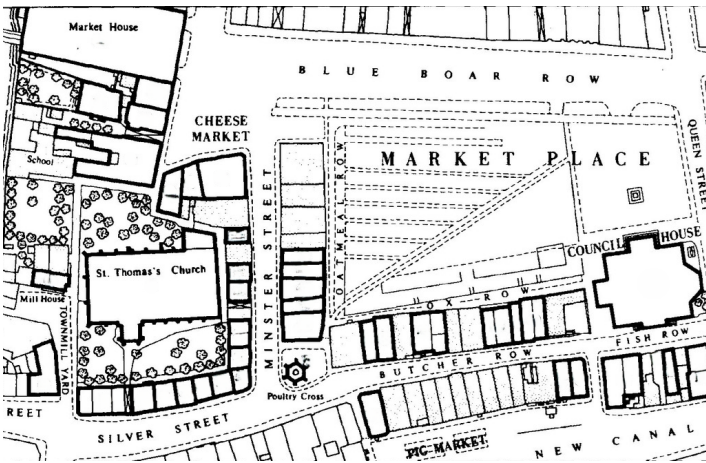 Market House
BLUE BOAR ROW
CHEESE
MARKET
QUEEN STREET
School
MARKET PLACE
OATMEAL ROW
MINSTER STREET
COUNCIL HOUSE
St. Thomas's Church
Mill House
TOWNMILL YARD
OX ROW
FISH ROW
BUTCHER ROW
Poultry Cross
REET
SILVER STREET
PIG MARKET
NEW CANAL